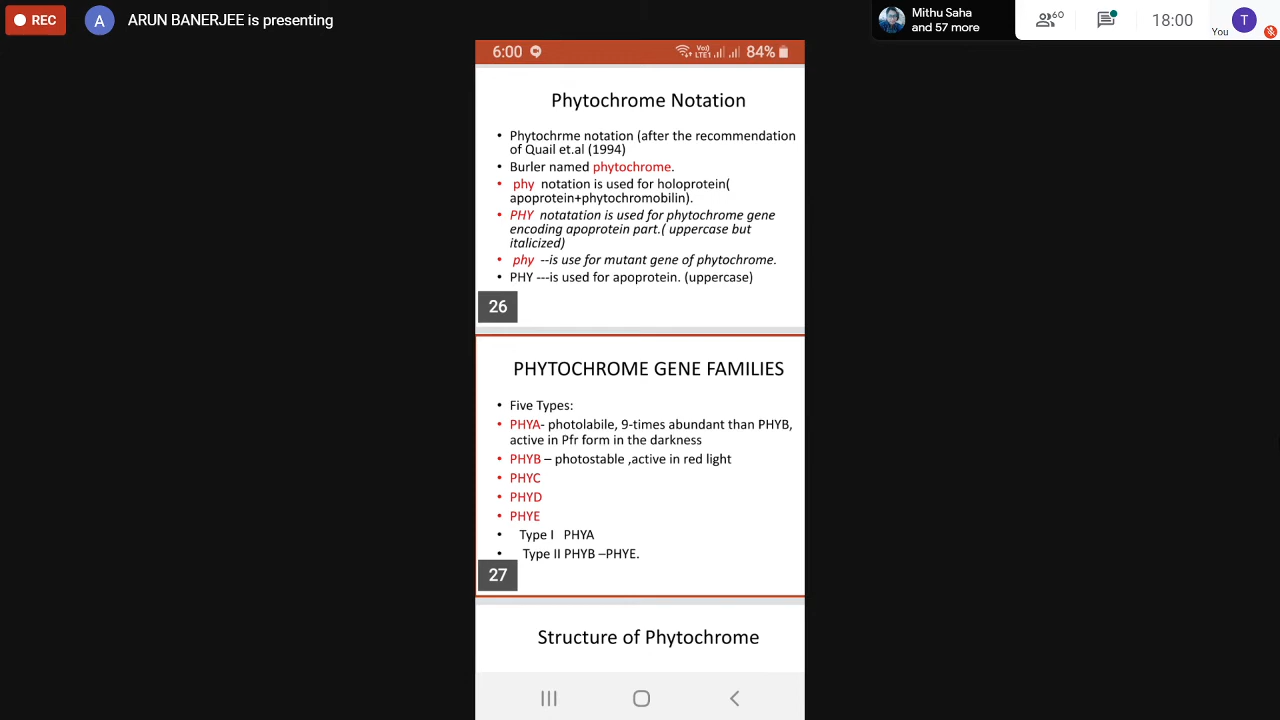 REC
A
ARUN BANERJEE is presenting
Mithu Saha
and 57 more
60
18:00
You
T
6:00
Vo))
LTE1
84%
Phytochrome Notation
• Phytochrme notation (after the recommendation
of Quail et.al (1994)
• Burler named phytochrome.
• phy notation is used for holoprotein(
apoprotein+phytochromobilin).
• PHY notatation is used for phytochrome gene
encoding apoprotein part.( uppercase but
italicized)
• phy --is use for mutant gene of phytochrome.
• PHY ---is used for apoprotein. (uppercase)
26
PHYTOCHROME GENE FAMILIES
• Five Types:
• PHYA- photolabile, 9-times abundant than PHYB,
active in Pfr form in the darkness
• PHYB – photostable ,active in red light
• PHYC
• PHYD
• PHYE
• Type I PHYA
• Type II PHYB –PHYE.
27
Structure of Phytochrome